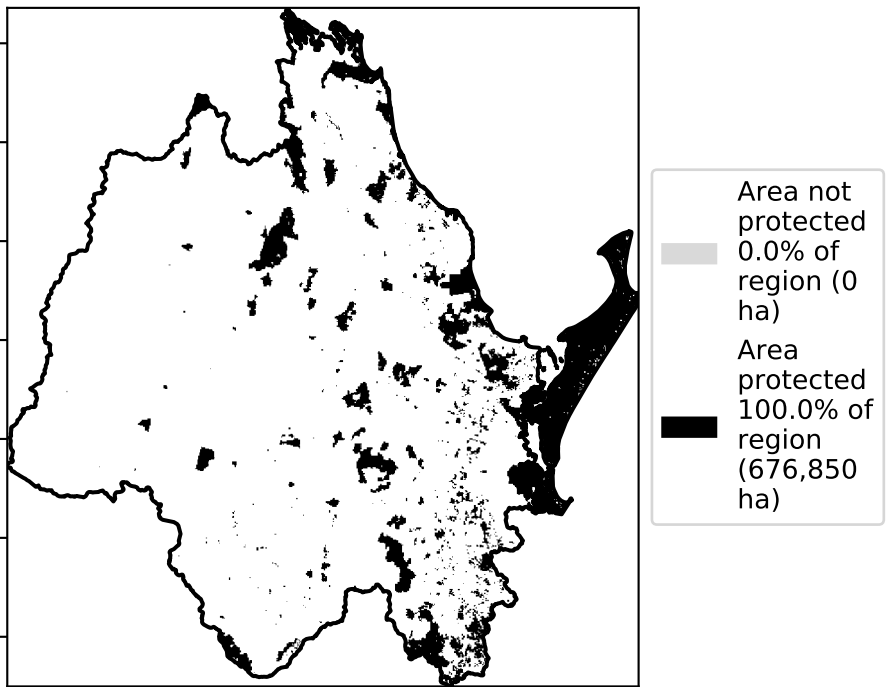 Area not
protected
0.0% of
region (0
ha)
Area
protected
100.0% of
region
(676,850
ha)